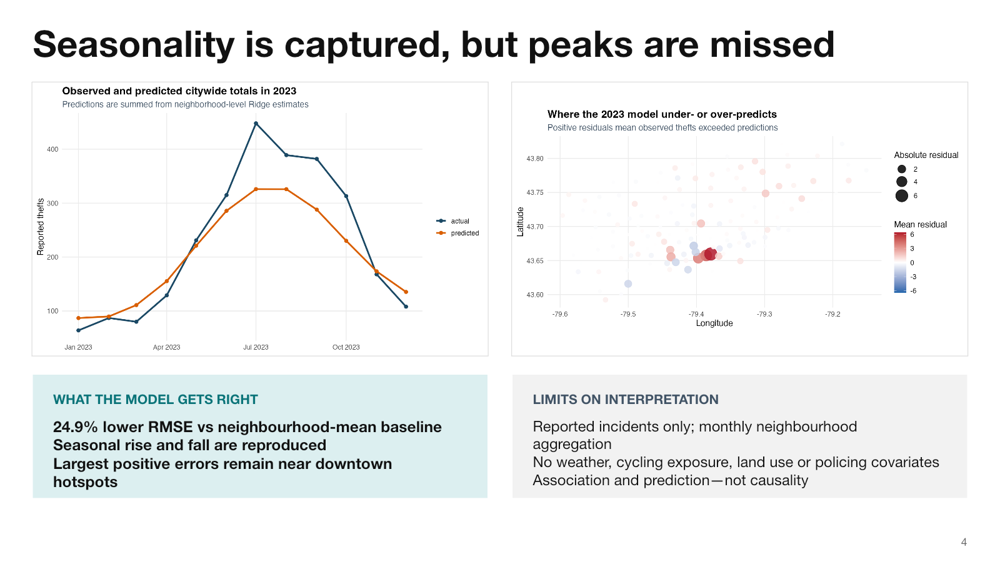 Seasonality is captured, but peaks are missed
Observed and predicted citywide totals in 2023
Predictions are summed from neighborhood-level Ridge estimates
Reported thefts
400
300
200
100
Jan 2023
Apr 2023
Jul 2023
Oct 2023
actual
predicted
Where the 2023 model under- or over-predicts
Positive residuals mean observed thefts exceeded predictions
Latitude
43.80
43.75
43.70
43.65
43.60
-79.6
-79.5
-79.4
-79.3
-79.2
Longitude
Absolute residual
2
4
6
Mean residual
6
3
0
-3
-6
WHAT THE MODEL GETS RIGHT
24.9% lower RMSE vs neighbourhood-mean baseline
Seasonal rise and fall are reproduced
Largest positive errors remain near downtown
hotspots
LIMITS ON INTERPRETATION
Reported incidents only; monthly neighbourhood
aggregation
No weather, cycling exposure, land use or policing covariates
Association and prediction—not causality
4